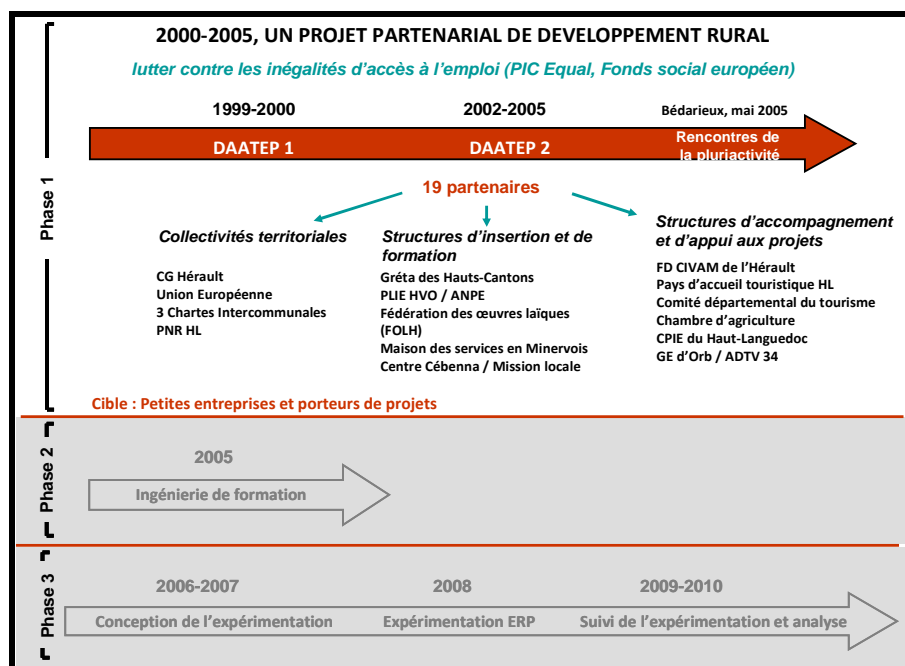 2000-2005, UN PROJET PARTENARIAL DE DEVELOPPEMENT RURAL
lutter contre les inégalités d'accès à l'emploi (PIC Equal, Fonds social européen)
Phase 1
1999-2000
2002-2005
Bédarieux, mai 2005
DAATEP 1
DAATEP 2
Rencontres de
la pluriactivité
19 partenaires
Collectivités territoriales
CG Hérault
Union Européenne
3 Chartes Intercommunales
PNR HL
Structures d'insertion et de
formation
Gréta des Hauts-Cantons
PLIE HVO / ANPE
Fédération des œuvres laïques
(FOLH)
Maison des services en Minervois
Centre Cébenna / Mission locale
Structures d'accompagnement
et d'appui aux projets
FD CIVAM de l'Hérault
Pays d'accueil touristique HL
Comité départemental du tourisme
Chambre d'agriculture
CPIE du Haut-Languedoc
GE d'Orb / ADTV 34
Cible : Petites entreprises et porteurs de projets
Phase 2
2005
Ingénierie de formation
Phase 3
2006-2007
2008
2009-2010
Conception de l'expérimentation
Expérimentation ERP
Suivi de l'expérimentation et analyse